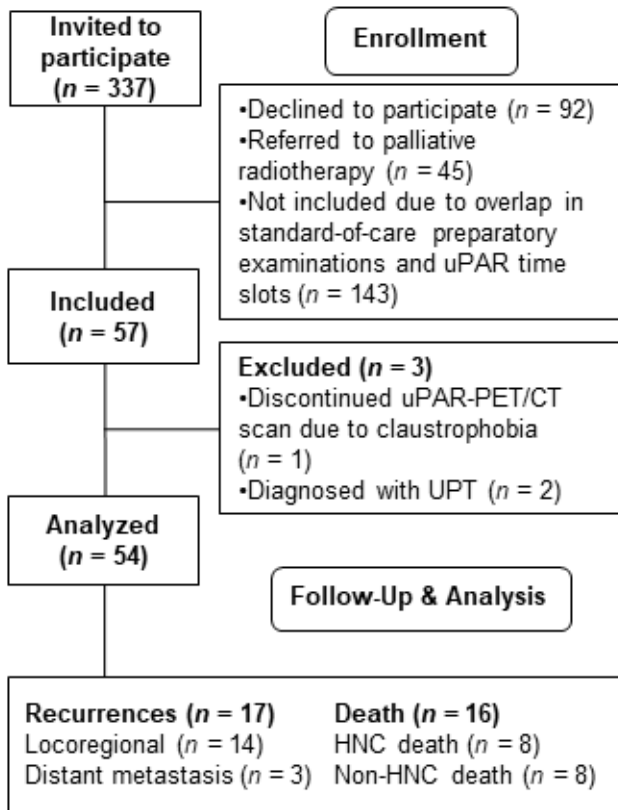 Invited to
participate
(n = 337)
Enrollment
•Declined to participate (n = 92)
•Referred to palliative
radiotherapy (n = 45)
•Not included due to overlap in
standard-of-care preparatory
examinations and uPAR time
slots (n = 143)
Included
(n = 57)
Excluded (n = 3)
•Discontinued uPAR-PET/CT
scan due to claustrophobia
(n = 1)
•Diagnosed with UPT (n = 2)
Analyzed
(n = 54)
Follow-Up & Analysis
Recurrences (n = 17)
Locoregional (n = 14)
Distant metastasis (n = 3)
Death (n = 16)
HNC death (n = 8)
Non-HNC death (n = 8)